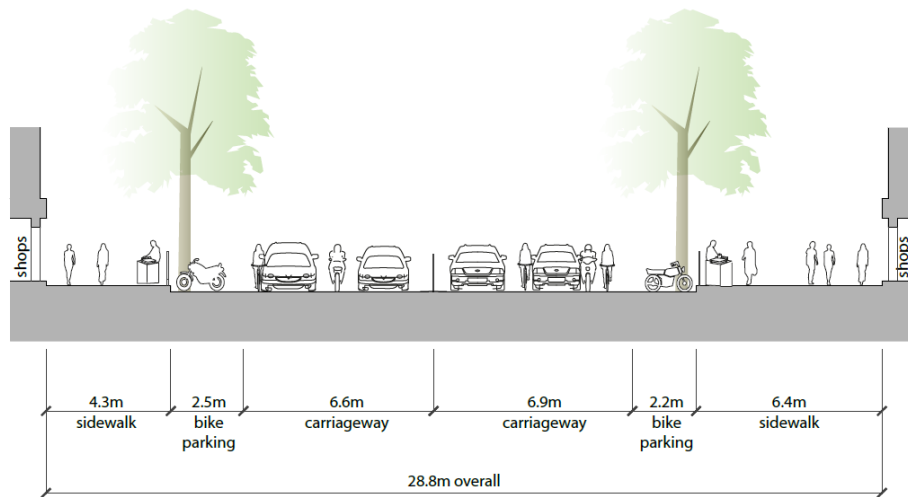 shops
shops
4.3m
sidewalk
2.5m
bike
parking
6.6m
carriageway
6.9m
carriageway
2.2m
bike
parking
6.4m
sidewalk
28.8m overall